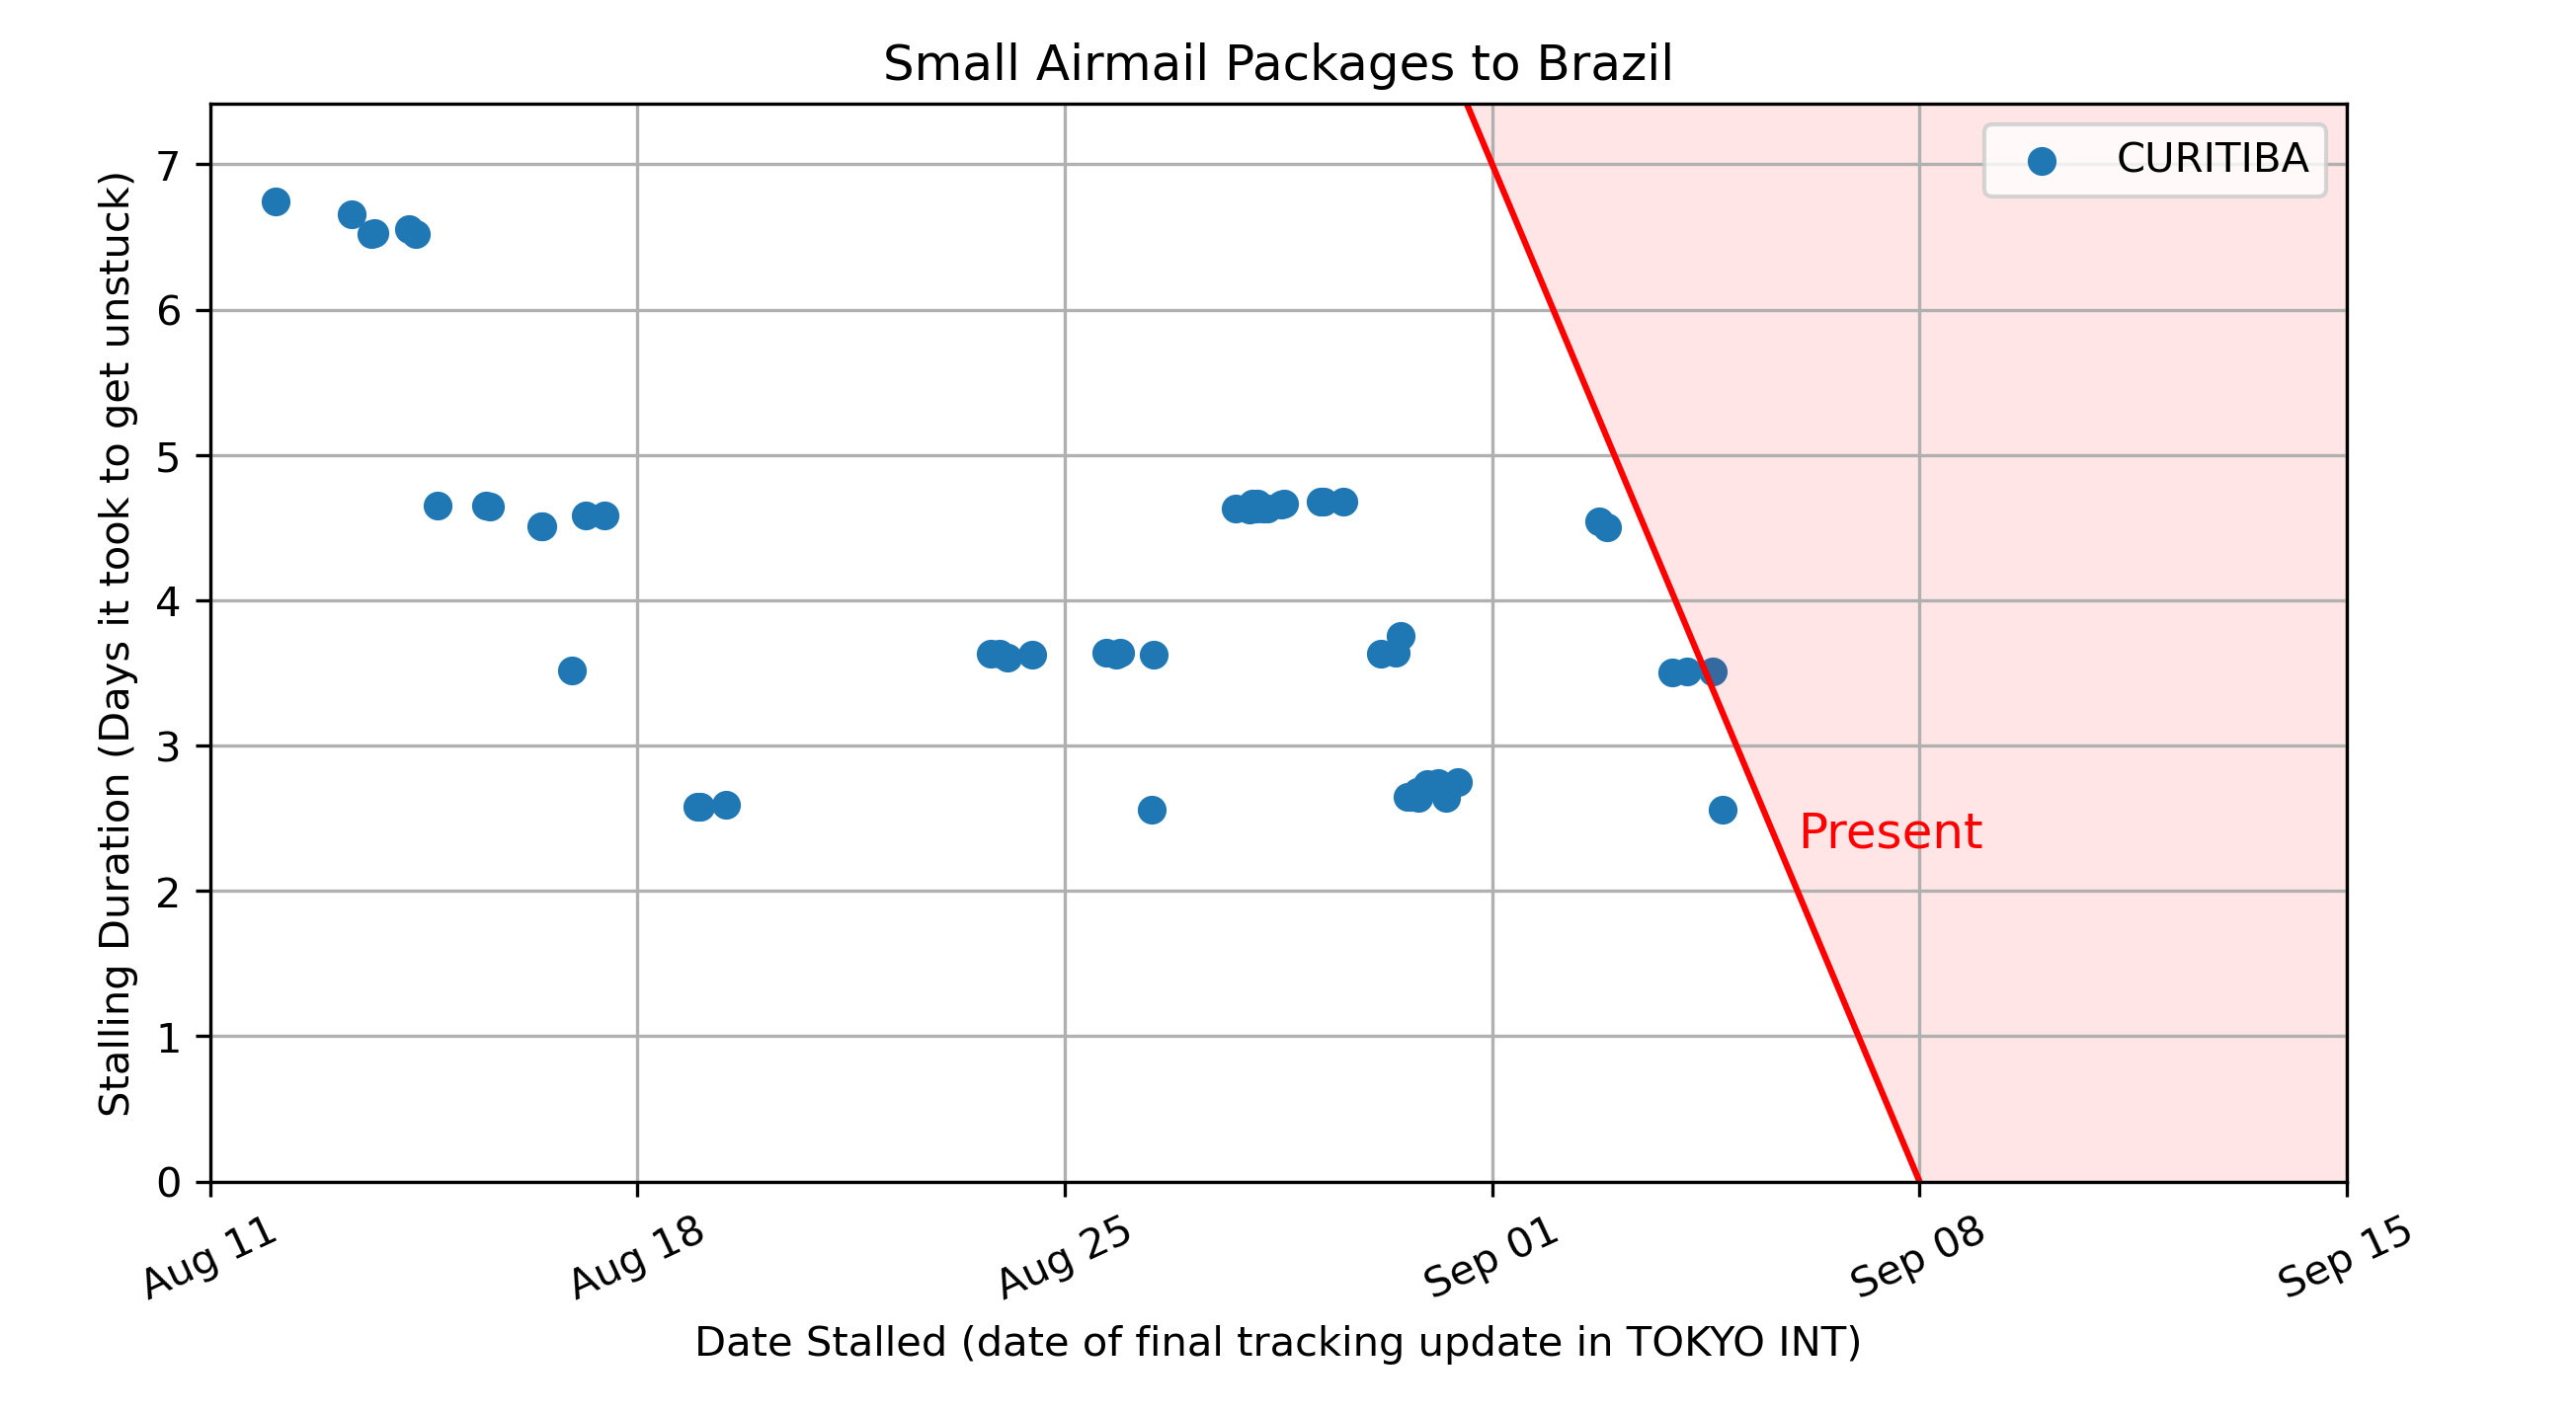 Small Airmail Packages to Brazil
Stalling Duration (Days it took to get unstuck)
7
6
5
4
3
2
1
0
CURITIBA
Present
Aug 11
Aug 18
Aug 25
Sep 01
Sep 08
Sep 15
Date Stalled (date of final tracking update in TOKYO INT)